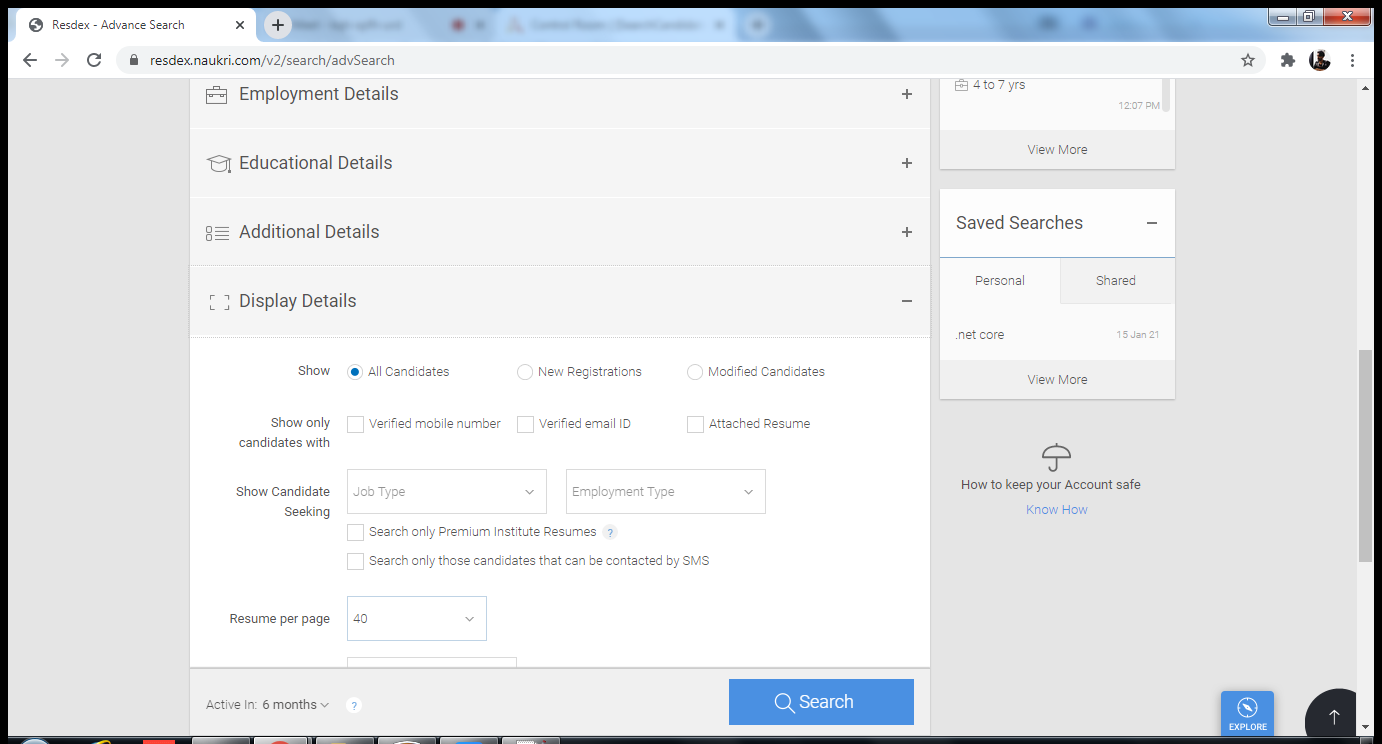 Resdex - Advance Search
resdex.naukri.com/v2/search/advSearch
Employment Details
Educational Details
Additional Details
Display Details
Show
All Candidates
New Registrations
Modified Candidates
Show only
candidates with
Verified mobile number
Verified email ID
Attached Resume
Show Candidate
Seeking
Job Type
Employment Type
Search only Premium Institute Resumes ?
Search only those candidates that can be contacted by SMS
Resume per page
40
Active In: 6 months ?
Search
4 to 7 yrs
12:07 PM
View More
Saved Searches
Personal
Shared
.net core
15 Jan 21
View More
How to keep your Account safe
Know How
EXPLORE